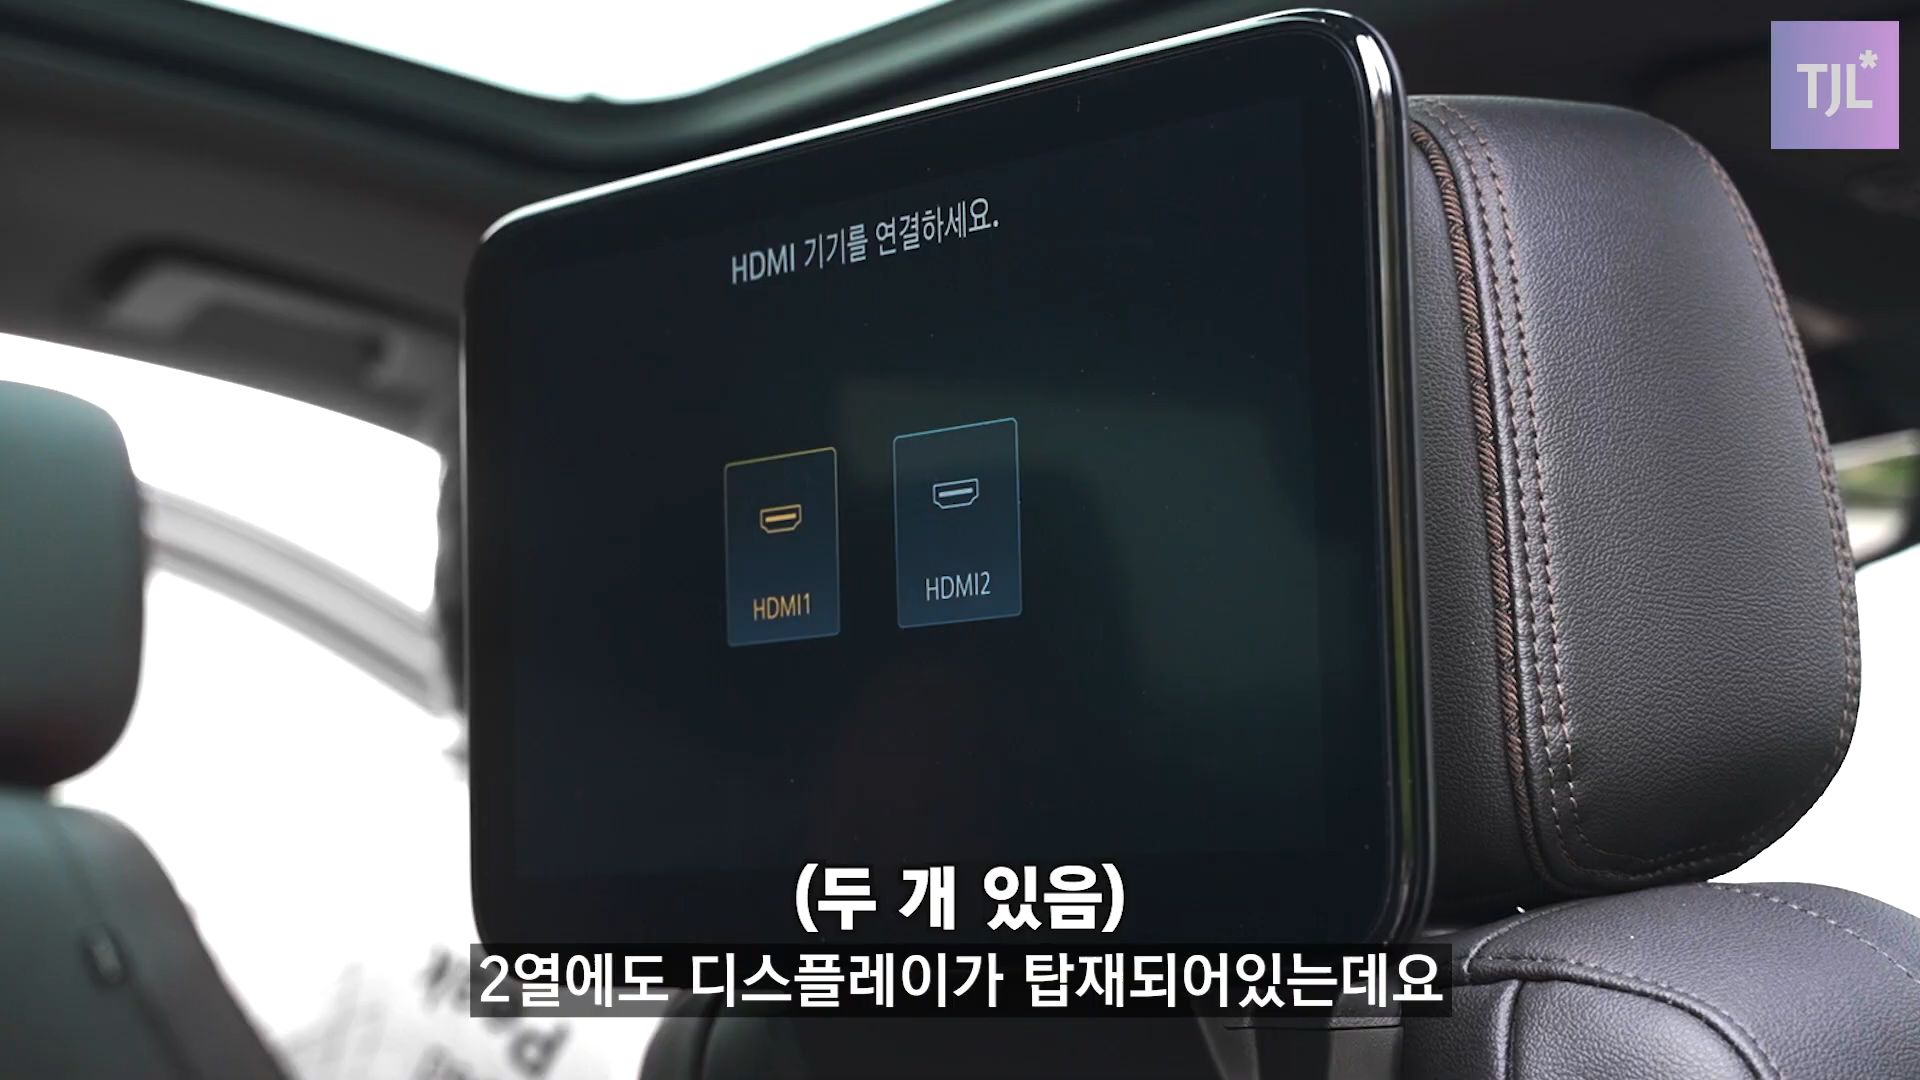 TJL*
HDMI 기기를 연결하세요.
HDMI1
HDMI2
(두 개 있음)
2열에도 디스플레이가 탑재되어있는데요